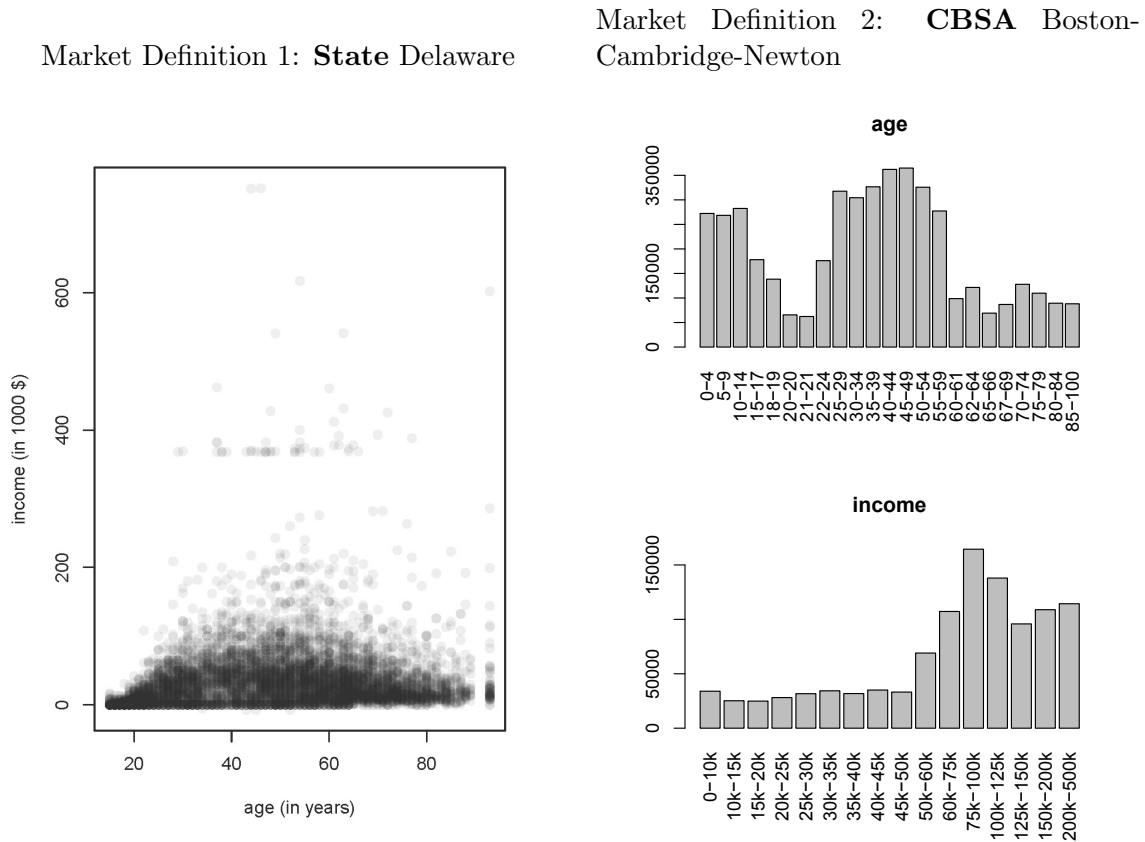 Market Definition 1: State Delaware
Market Definition 2: CBSA Boston-
Cambridge-Newton
income (in 1000 $)
600
400
200
0
20 40 60 80
age (in years)
age
350000
150000
0
0−4 5−9 10−14 15−17 18−19 20−20 21−21 22−24 25−29 30−34 35−39 40−44 45−49 50−54 55−59 60−61 62−64 65−66 67−69 70−74 75−79 80−84 85−100
income
150000
50000
0
0−10k 10k−15k 15k−20k 20k−25k 25k−30k 30k−35k 35k−40k 40k−45k 45k−50k 50k−60k 60k−75k 75k−100k 100k−125k 125k−150k 150k−200k 200k−500k